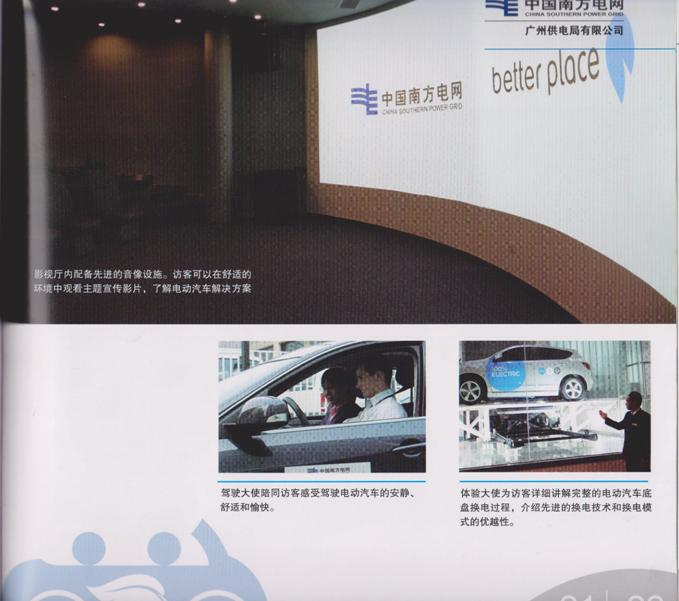 中国南方电网
CHINA SOUTHERN POWER GRID
广州供电局有限公司
better place
中国南方电网
CHINA SOUTHERN POWER GRID
影视厅内配备先进的音像设施。访客可以在舒适的
环境中观看主题宣传影片，了解电动汽车解决方案
100%
ELECTRIC
中国南方电网
驾驶大使陪同访客感受驾驶电动汽车的安静、
舒适和愉快。
体验大使为访客详细讲解完整的电动汽车底
盘换电过程，介绍先进的换电技术和换电模
式的优越性。